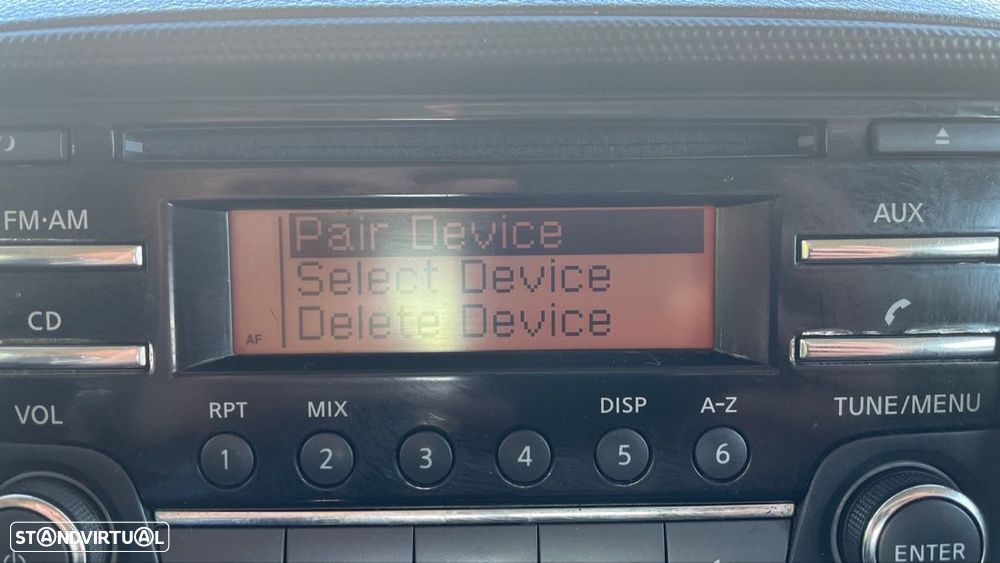 FM·AM
AUX
Pair Device
Select Device
Delete Device
AF
CD
VOL
RPT
MIX
DISP
A-Z
TUNE/MENU
1
2
3
4
5
6
ENTER
STANDVIRTUAL